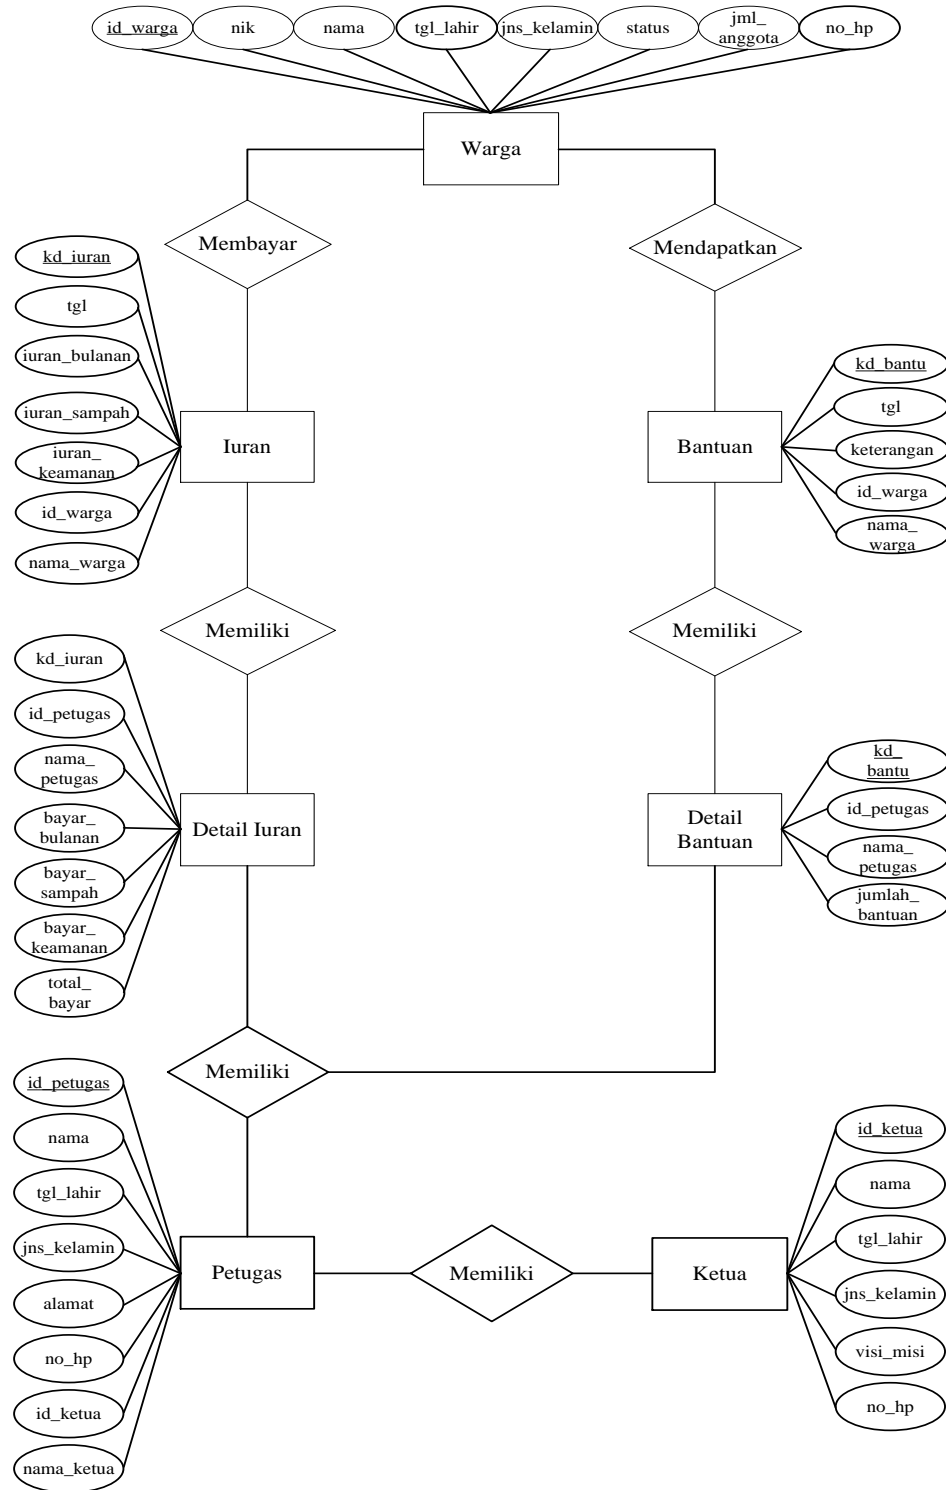 id_warga
nik
nama
tgl_lahir
jns_kelamin
status
jml_
anggota
no_hp
Warga
Membayar
Mendapatkan
kd_iuran
tgl
iuran_bulanan
iuran_sampah
iuran_
keamanan
id_warga
nama_warga
Iuran
Bantuan
kd_bantu
tgl
keterangan
id_warga
nama_
warga
Memiliki
Memiliki
kd_iuran
id_petugas
nama_
petugas
bayar_
bulanan
bayar_
sampah
bayar_
keamanan
total_
bayar
Detail Iuran
Detail
Bantuan
kd_
bantu
id_petugas
nama_
petugas
jumlah_
bantuan
Memiliki
id_petugas
nama
tgl_lahir
jns_kelamin
alamat
no_hp
id_ketua
nama_ketua
Petugas
Memiliki
Ketua
id_ketua
nama
tgl_lahir
jns_kelamin
visi_misi
no_hp